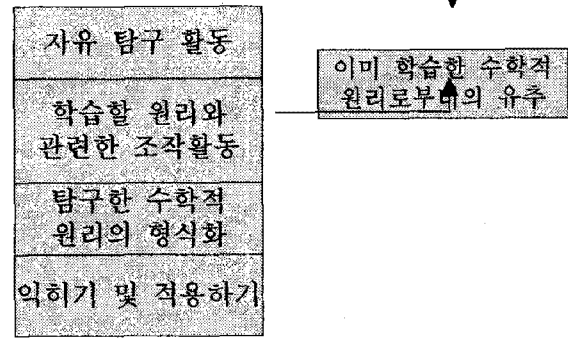 자유 탐구 활동
학습할 원리와
관련한 조작활동
탐구한 수학적
원리의 형식화
익히기 및 적용하기
이미 학습한 수학적
원리로부터의 유추